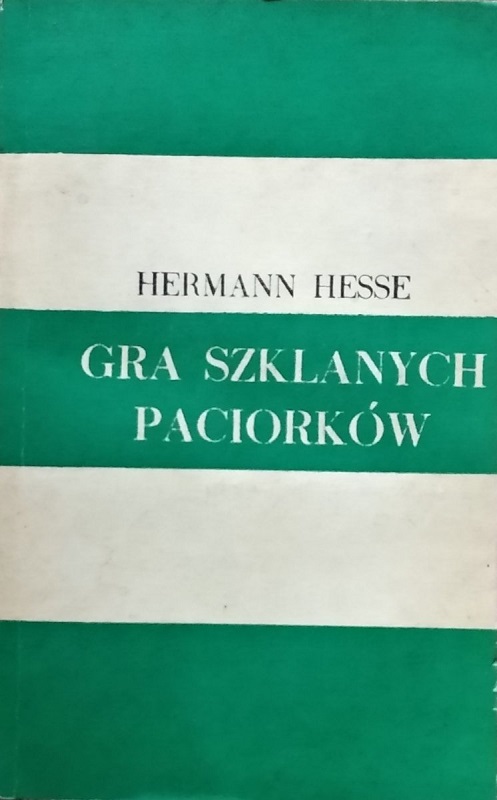 HERMANN HESSE
GRA SZKLANYCH
PACIORKÓW